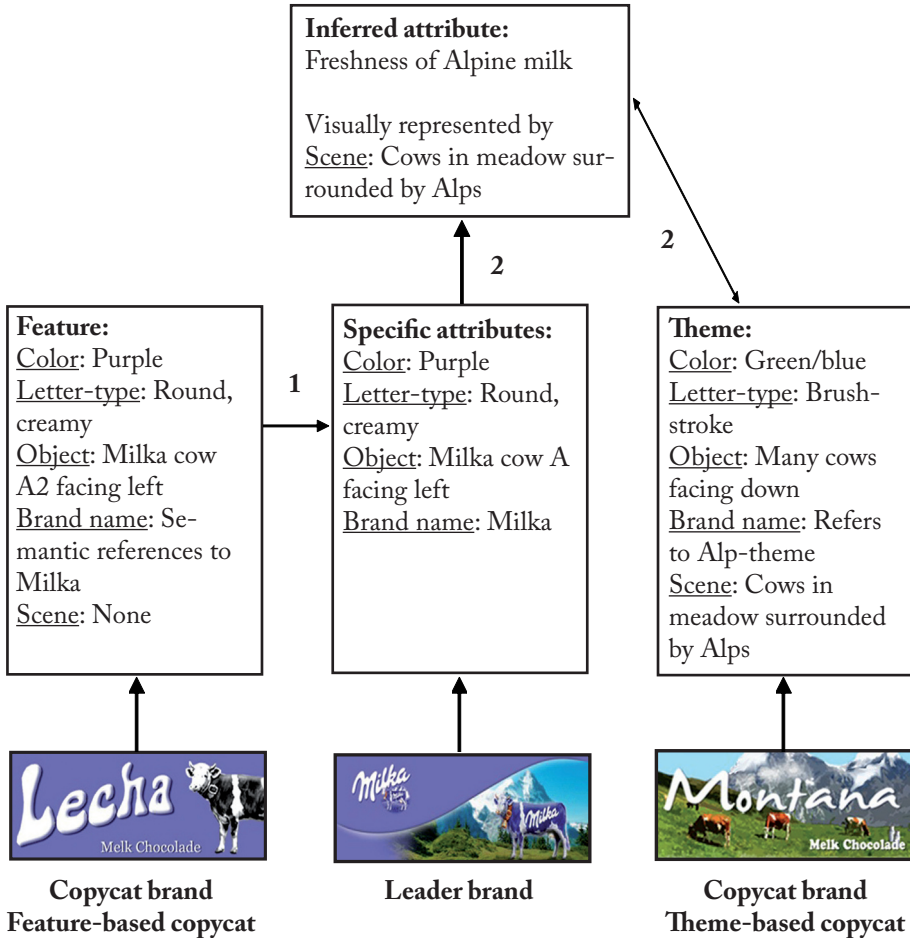 Inferred attribute:
Freshness of Alpine milk
Visually represented by
Scene: Cows in meadow sur-
rounded by Alps
2
2
Feature:
Color: Purple
Letter-type: Round,
creamy
Object: Milka cow
A2 facing left
Brand name: Se-
mantic references to
Milka
Scene: None
1
Specific attributes:
Color: Purple
Letter-type: Round,
creamy
Object: Milka cow A
facing left
Brand name: Milka
Theme:
Color: Green/blue
Letter-type: Brush-
stroke
Object: Many cows
facing down
Brand name: Refers
to Alp-theme
Scene: Cows in
meadow surrounded
by Alps
Lecha
Melk Chocolade
Milka
Milka
Montana
Melk Chocolade
Copycat brand
Feature-based copycat
Leader brand
Copycat brand
Theme-based copycat